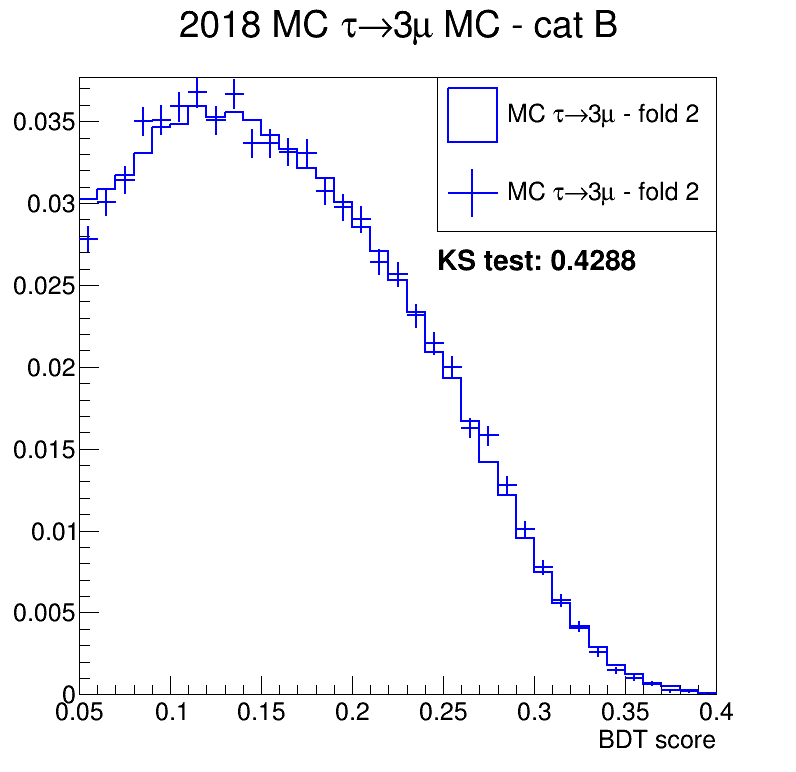 2018 MC τ→3μ MC - cat B
MC τ→3μ - fold 2
MC τ→3μ - fold 2
KS test: 0.4288
0.035
0.03
0.025
0.02
0.015
0.01
0.005
0
0.05 0.1 0.15 0.2 0.25 0.3 0.35 0.4
BDT score